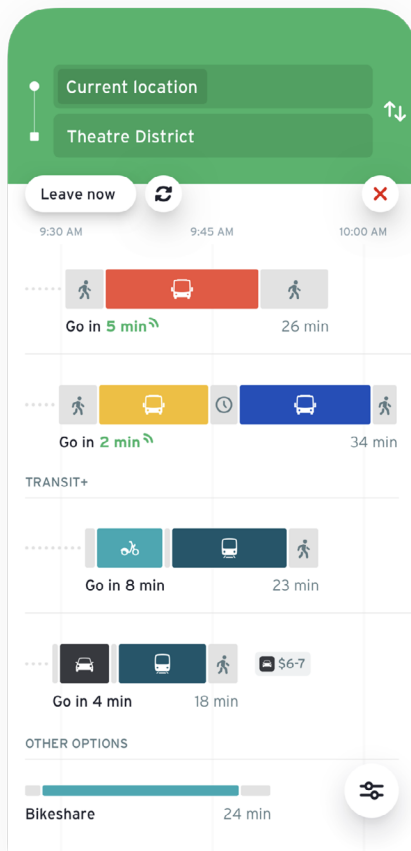 Current location
Theatre District
Leave now
9:30 AM 9:45 AM 10:00 AM
Go in 5 min 26 min
Go in 2 min 34 min
TRANSIT+
Go in 8 min 23 min
$6-7
Go in 4 min 18 min
OTHER OPTIONS
Bikeshare 24 min